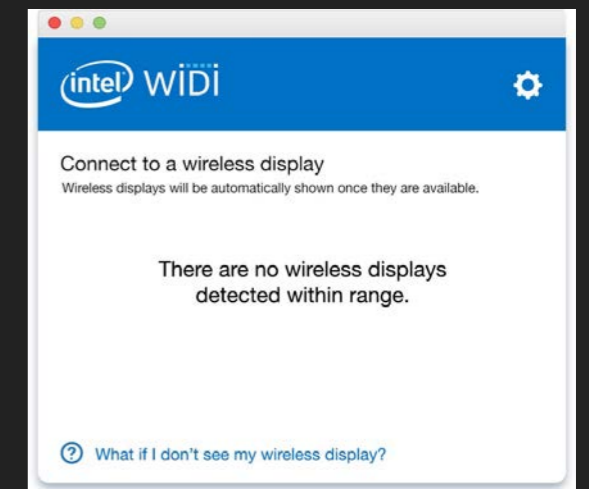 intel WiDi
Connect to a wireless display
Wireless displays will be automatically shown once they are available.
There are no wireless displays
detected within range.
? What if I don't see my wireless display?